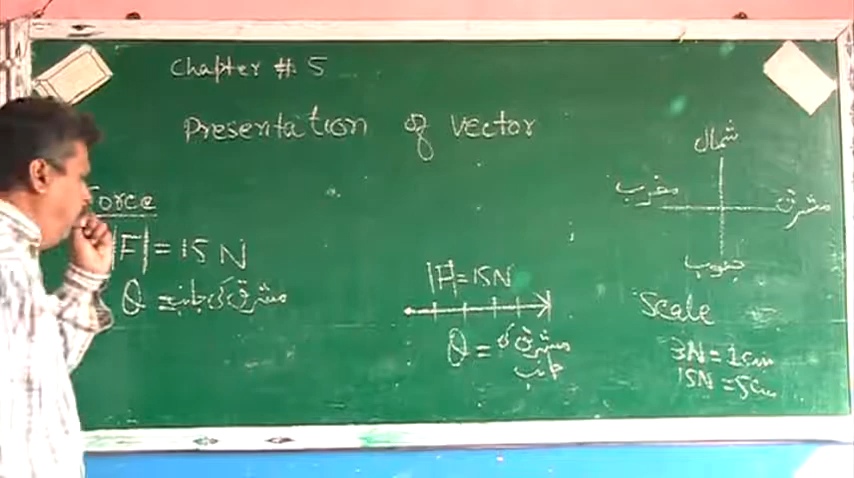 Chapter # 5
Presentation of vector
Force
|F| = 15 N
θ = مشرق کی جانب
|F| = 15N
θ = مشرق کی
جانب
شمال
مغرب
مشرق
جنوب
Scale
3N = 1cm
15N = 5cm